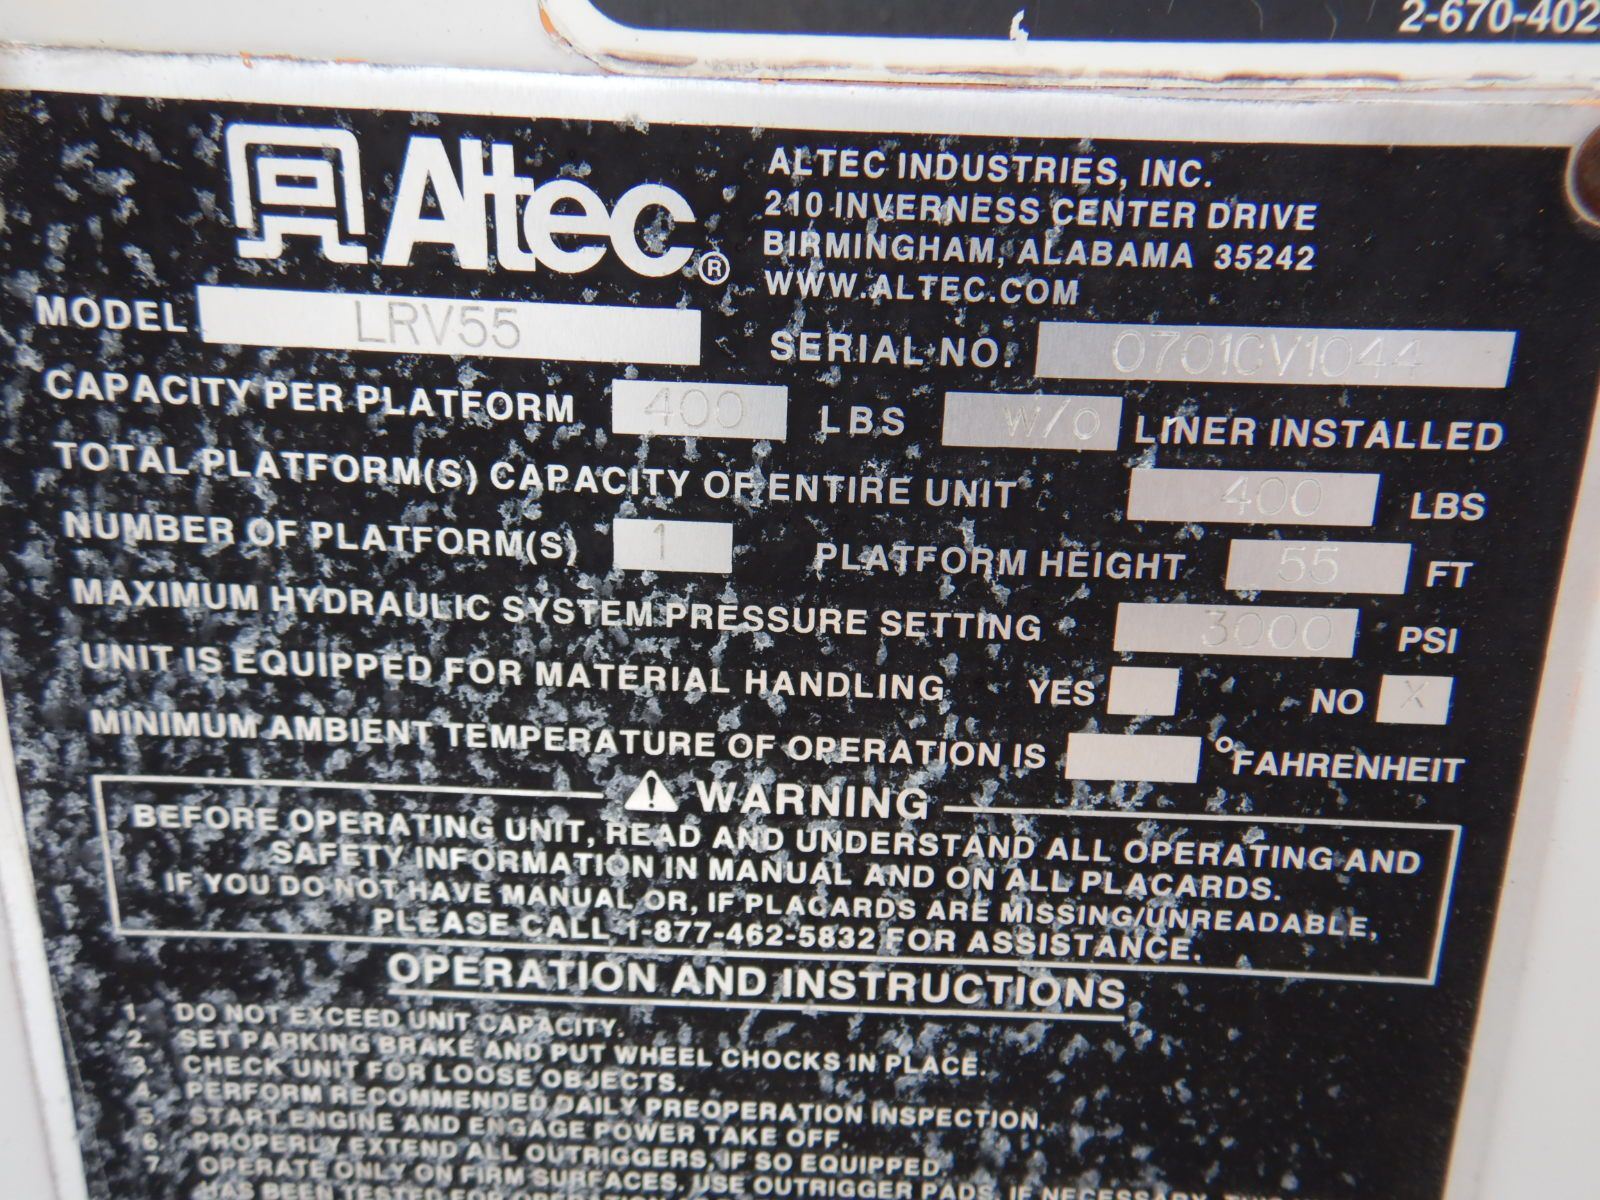 2-670-402
Altec®
ALTEC INDUSTRIES, INC.
210 INVERNESS CENTER DRIVE
BIRMINGHAM, ALABAMA 35242
WWW.ALTEC.COM
MODEL LRV55
SERIAL NO. 0701CV1044
CAPACITY PER PLATFORM 400 LBS W/O LINER INSTALLED
TOTAL PLATFORM(S) CAPACITY OF ENTIRE UNIT 400 LBS
NUMBER OF PLATFORM(S) 1 PLATFORM HEIGHT 55 FT
MAXIMUM HYDRAULIC SYSTEM PRESSURE SETTING 3000 PSI
UNIT IS EQUIPPED FOR MATERIAL HANDLING YES NO X
MINIMUM AMBIENT TEMPERATURE OF OPERATION IS °FAHRENHEIT
WARNING
BEFORE OPERATING UNIT, READ AND UNDERSTAND ALL OPERATING AND
SAFETY INFORMATION IN MANUAL AND ON ALL PLACARDS.
IF YOU DO NOT HAVE MANUAL OR, IF PLACARDS ARE MISSING/UNREADABLE,
PLEASE CALL 1-877-462-5832 FOR ASSISTANCE.
OPERATION AND INSTRUCTIONS
1. DO NOT EXCEED UNIT CAPACITY.
2. SET PARKING BRAKE AND PUT WHEEL CHOCKS IN PLACE.
3. CHECK UNIT FOR LOOSE OBJECTS.
4. PERFORM RECOMMENDED DAILY PREOPERATION INSPECTION.
5. START ENGINE AND ENGAGE POWER TAKE OFF.
6. PROPERLY EXTEND ALL OUTRIGGERS, IF SO EQUIPPED.
7. OPERATE ONLY ON FIRM SURFACES. USE OUTRIGGER PADS, IF NECESSARY.
HAS BEEN TESTED FOR